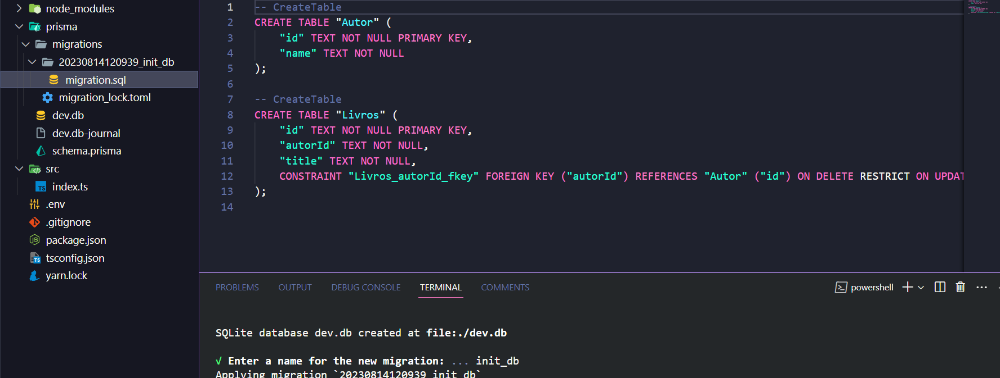 node_modules
prisma
migrations
20230814120939_init_db
migration.sql
migration_lock.toml
dev.db
dev.db-journal
schema.prisma
src
TS index.ts
.env
.gitignore
JS package.json
TS tsconfig.json
yarn.lock
1 -- CreateTable
2 CREATE TABLE "Autor" (
3 "id" TEXT NOT NULL PRIMARY KEY,
4 "name" TEXT NOT NULL
5 );
6
7 -- CreateTable
8 CREATE TABLE "Livros" (
9 "id" TEXT NOT NULL PRIMARY KEY,
10 "autorId" TEXT NOT NULL,
11 "title" TEXT NOT NULL,
12 CONSTRAINT "Livros_autorId_fkey" FOREIGN KEY ("autorId") REFERENCES "Autor" ("id") ON DELETE RESTRICT ON UPDAT
13 );
14
PROBLEMS OUTPUT DEBUG CONSOLE TERMINAL COMMENTS powershell
SQLite database dev.db created at file:./dev.db
√ Enter a name for the new migration: ... init_db
Applying migration `20230814120939_init_db`